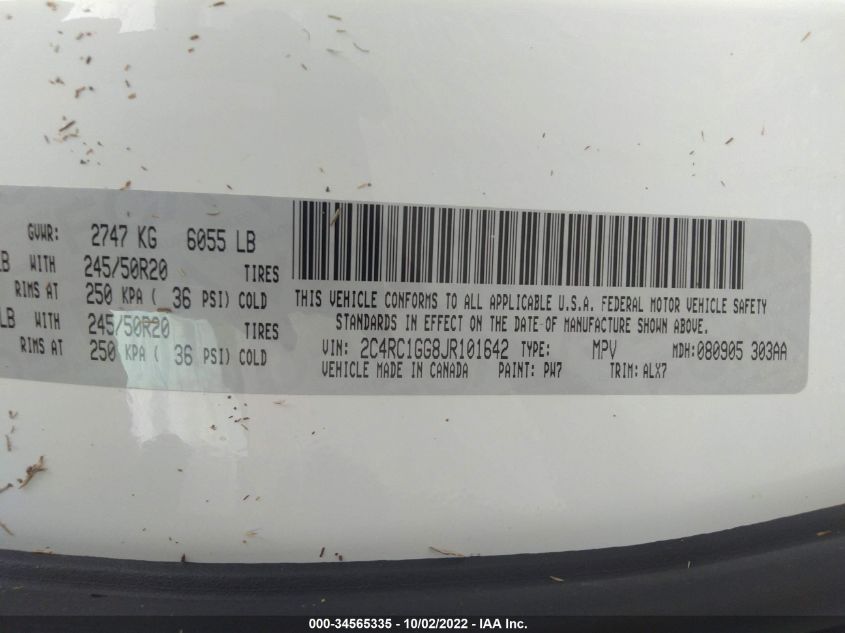 GVWR: 2747 KG 6055 LB
LB WITH 245/50R20 TIRES
RIMS AT 250 KPA ( 36 PSI) COLD
LB WITH 245/50R20 TIRES
RIMS AT 250 KPA ( 36 PSI) COLD
THIS VEHICLE CONFORMS TO ALL APPLICABLE U.S.A. FEDERAL MOTOR VEHICLE SAFETY
STANDARDS IN EFFECT ON THE DATE OF MANUFACTURE SHOWN ABOVE.
VIN: 2C4RC1GG8JR101642 TYPE: MPV MDH: 080905 303AA
VEHICLE MADE IN CANADA PAINT: PW7 TRIM: ALX7
000-34565335 - 10/02/2022 - IAA Inc.